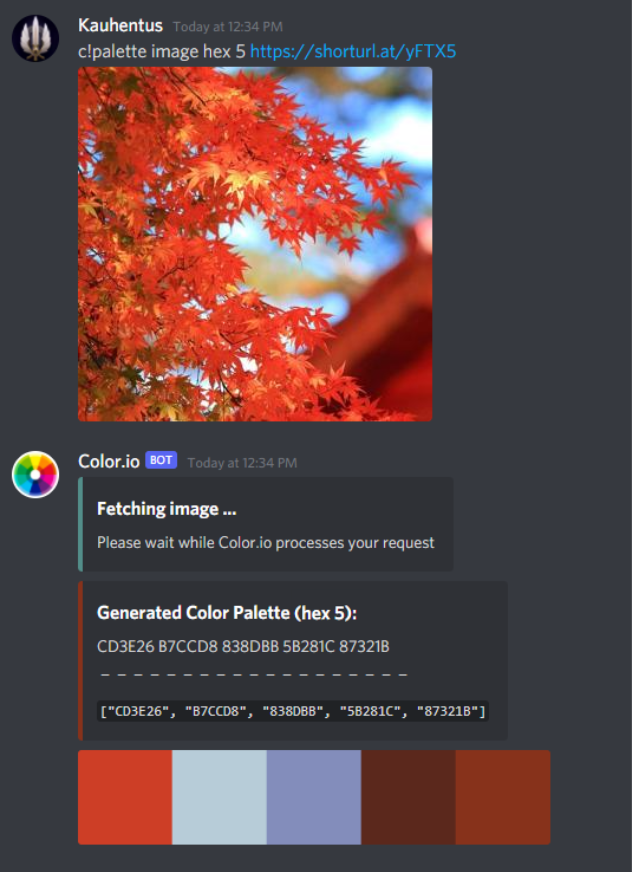 Kauhentus Today at 12:34 PM
c!palette image hex 5 https://shorturl.at/yFTX5
Color.io BOT Today at 12:34 PM
Fetching image ...
Please wait while Color.io processes your request
Generated Color Palette (hex 5):
CD3E26 B7CCD8 838DBB 5B281C 87321B
– – – – – – – – – – – – – – – – – – –
["CD3E26", "B7CCD8", "838DBB", "5B281C", "87321B"]